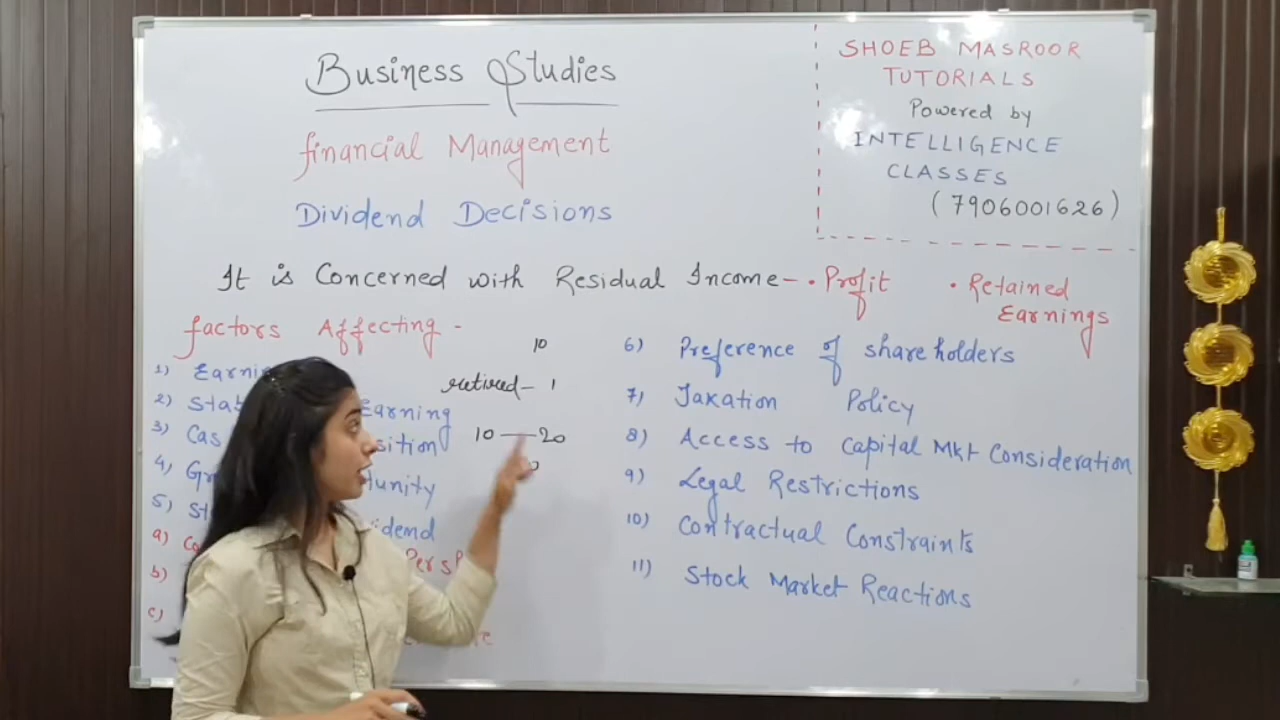 Business Studies
financial Management
Dividend Decisions
SHOEB MASROOR
TUTORIALS
Powered by
INTELLIGENCE
CLASSES
(7906001626)
It is Concerned with Residual Income - • Profit • Retained Earnings
factors Affecting -
1)
2) Earning
3)
4)
5)
a)
b)
c)
10
retired - 1
10 — 20
6) Preference of shareholders
7) Taxation Policy
8) Access to Capital Mkt Consideration
9) Legal Restrictions
10) Contractual Constraints
11) Stock Market Reactions